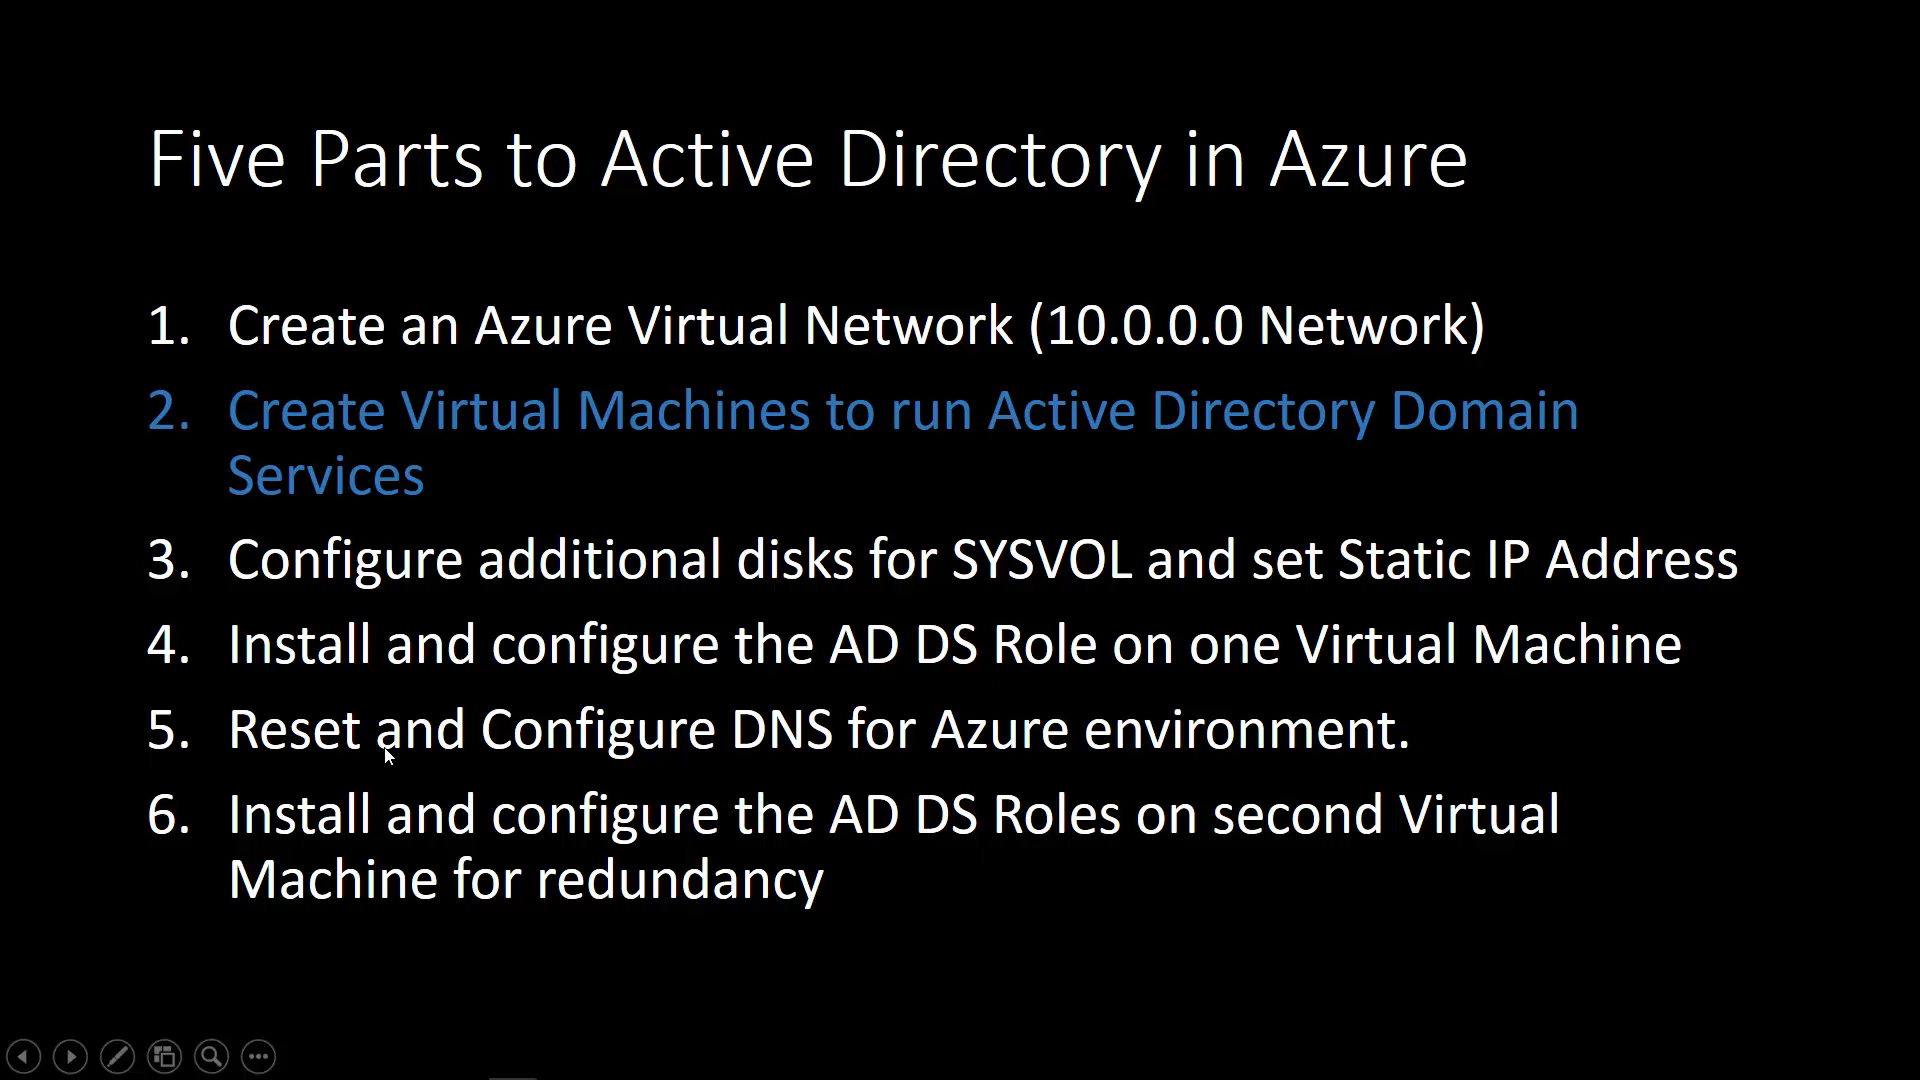 Five Parts to Active Directory in Azure
1. Create an Azure Virtual Network (10.0.0.0 Network)
2. Create Virtual Machines to run Active Directory Domain
Services
3. Configure additional disks for SYSVOL and set Static IP Address
4. Install and configure the AD DS Role on one Virtual Machine
5. Reset and Configure DNS for Azure environment.
6. Install and configure the AD DS Roles on second Virtual
Machine for redundancy